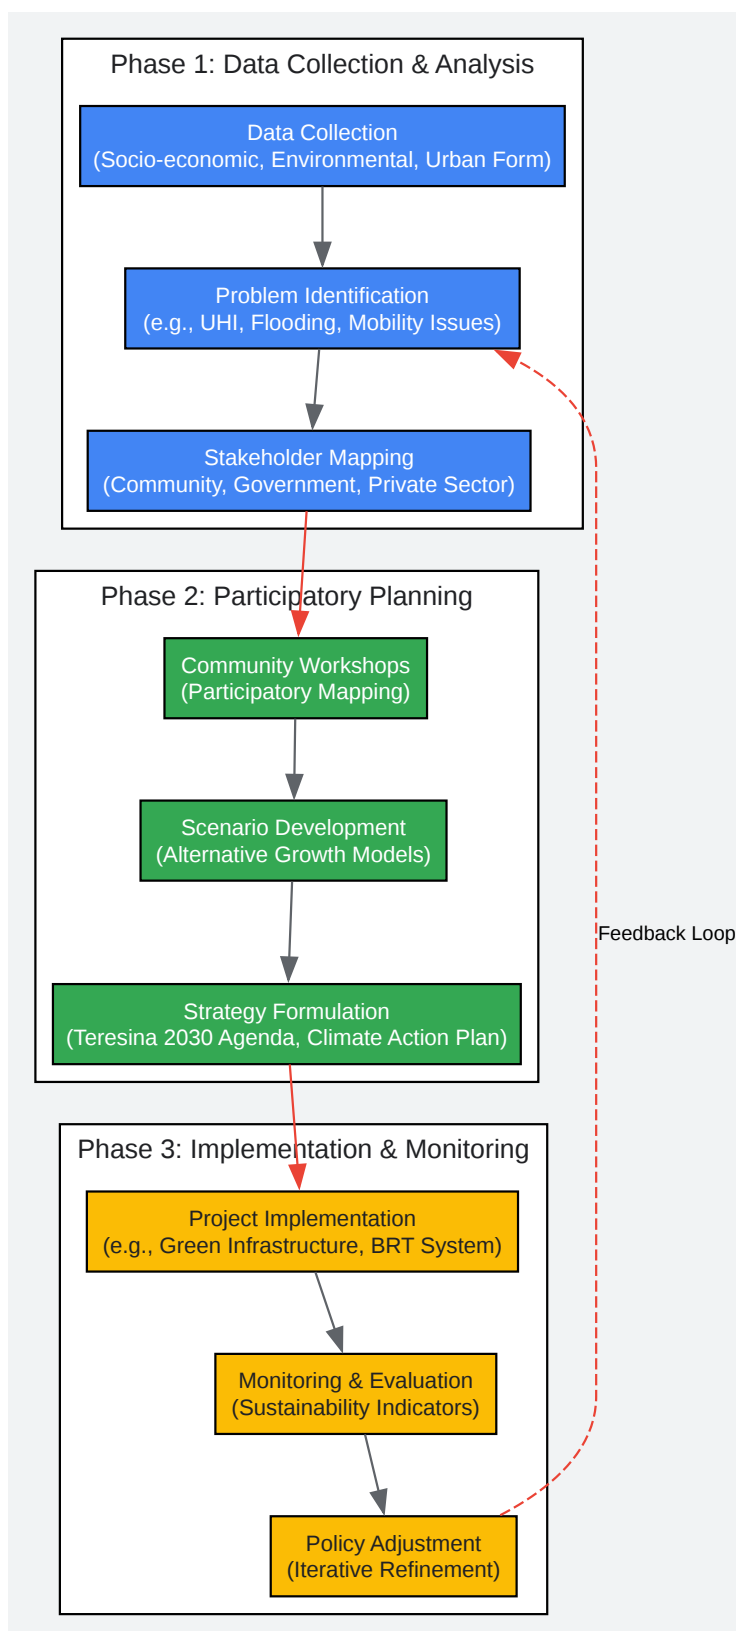 Phase 1: Data Collection & Analysis
Data Collection
(Socio-economic, Environmental, Urban Form)
Problem Identification
(e.g., UHI, Flooding, Mobility Issues)
Stakeholder Mapping
(Community, Government, Private Sector)
Phase 2: Participatory Planning
Community Workshops
(Participatory Mapping)
Scenario Development
(Alternative Growth Models)
Feedback Loop
Strategy Formulation
(Teresina 2030 Agenda, Climate Action Plan)
Phase 3: Implementation & Monitoring
Project Implementation
(e.g., Green Infrastructure, BRT System)
Monitoring & Evaluation
(Sustainability Indicators)
Policy Adjustment
(Iterative Refinement)